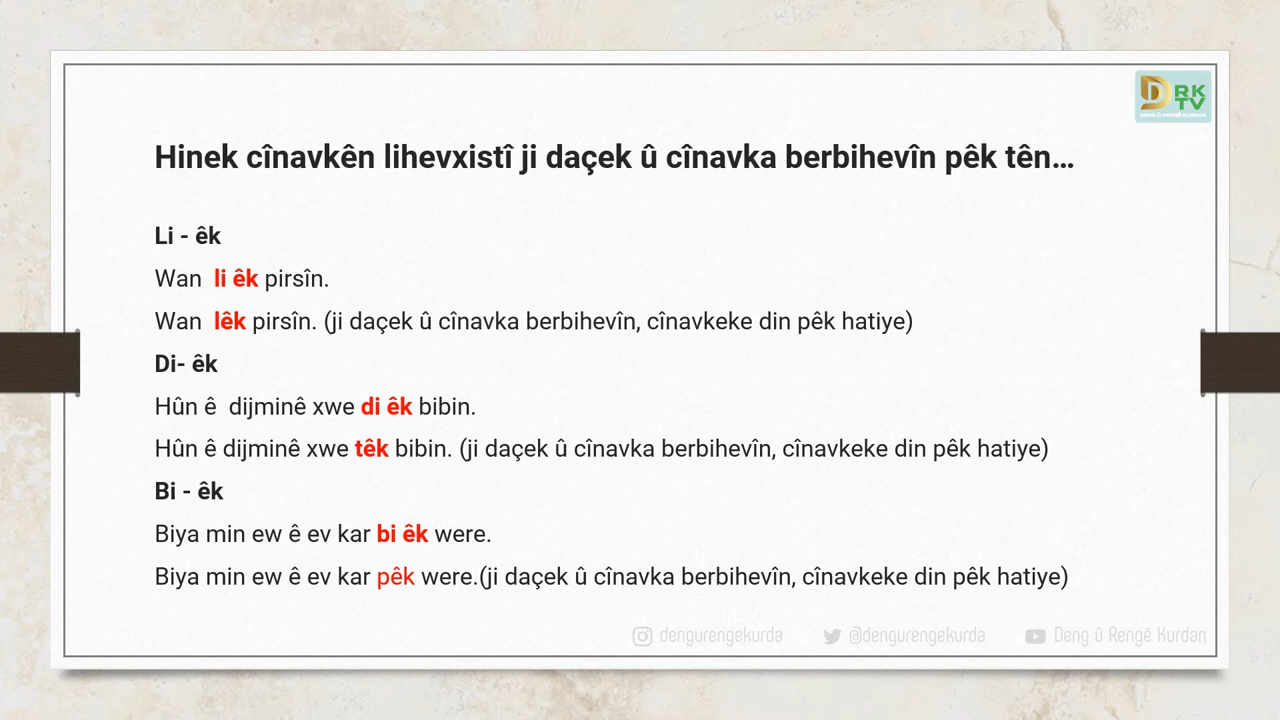 D RK TV
DENG Û RENGÊ KURDAN
Hinek cînavkên lihevxistî ji daçek û cînavka berbihevîn pêk tên...
Li - êk
Wan  li êk pirsîn.
Wan  lêk pirsîn. (ji daçek û cînavka berbihevîn, cînavkeke din pêk hatiye)
Di- êk
Hûn ê  dijminê xwe di êk bibin.
Hûn ê dijminê xwe têk bibin. (ji daçek û cînavka berbihevîn, cînavkeke din pêk hatiye)
Bi - êk
Biya min ew ê ev kar bi êk were.
Biya min ew ê ev kar pêk were.(ji daçek û cînavka berbihevîn, cînavkeke din pêk hatiye)
dengurengekurda @dengurengekurda Deng û Rengê Kurdan